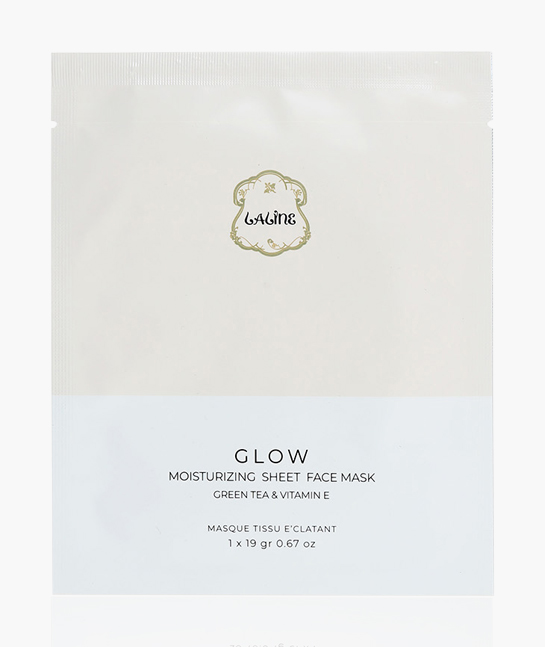 LALINE
GLOW
MOISTURIZING SHEET FACE MASK
GREEN TEA & VITAMIN E
MASQUE TISSU E'CLATANT
1 x 19 gr 0.67 oz